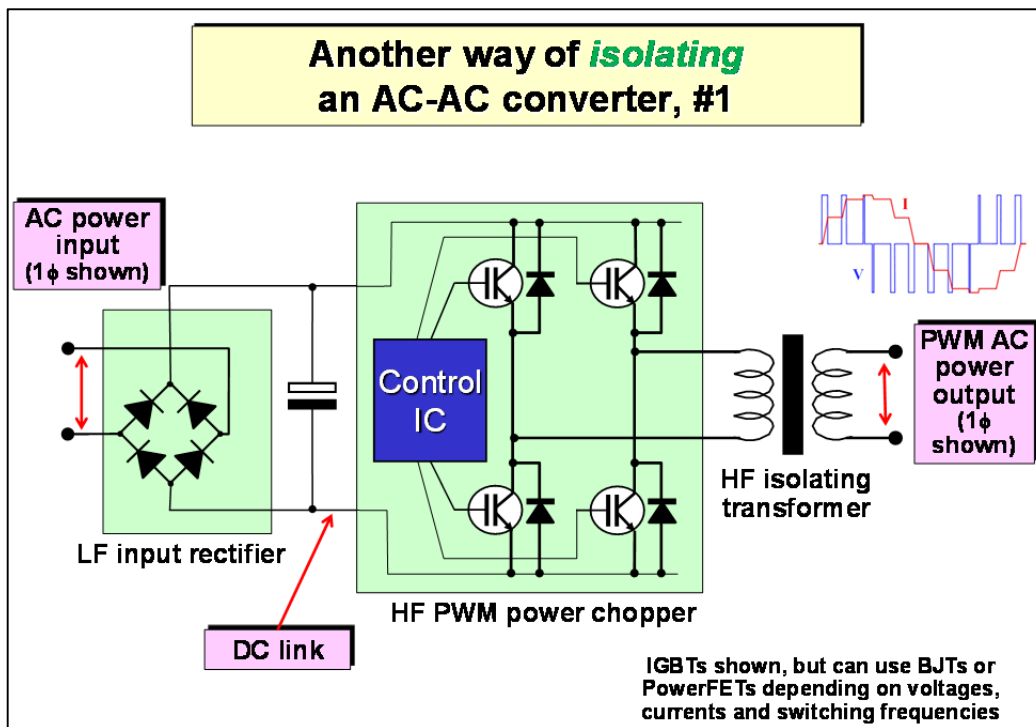 Another way of isolating
an AC-AC converter, #1
AC power
input
(1ϕ shown)
I
V
Control
IC
PWM AC
power
output
(1ϕ
shown)
HF isolating
transformer
LF input rectifier
HF PWM power chopper
DC link
IGBTs shown, but can use BJTs or
PowerFETs depending on voltages,
currents and switching frequencies